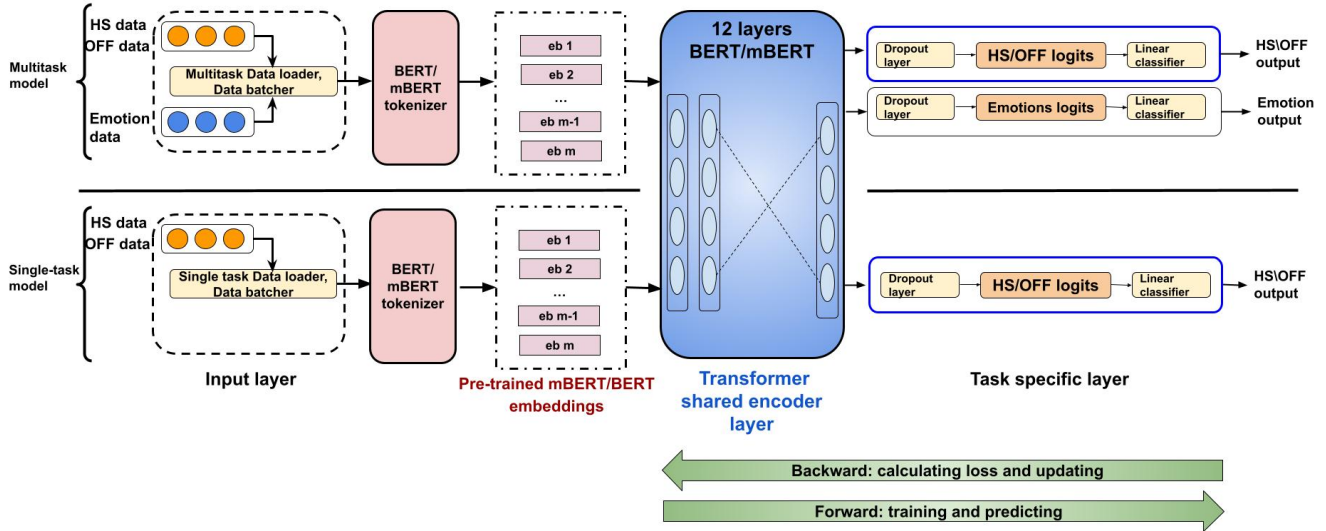 HS data
OFF data
Multitask
model
Emotion
data
Multitask Data loader,
Data batcher
BERT/
mBERT
tokenizer
eb 1
eb 2
...
eb m-1
eb m
12 layers
BERT/mBERT
Dropout
layer
HS/OFF logits
Linear
classifier
HS\OFF
output
Dropout
layer
Emotions logits
Linear
classifier
Emotion
output
HS data
OFF data
Single-task
model
Single task Data loader,
Data batcher
BERT/
mBERT
tokenizer
eb 1
eb 2
...
eb m-1
eb m
Dropout
layer
HS/OFF logits
Linear
classifier
HS\OFF
output
Input layer
Pre-trained mBERT/BERT
embeddings
Transformer
shared encoder
layer
Task specific layer
Backward: calculating loss and updating
Forward: training and predicting